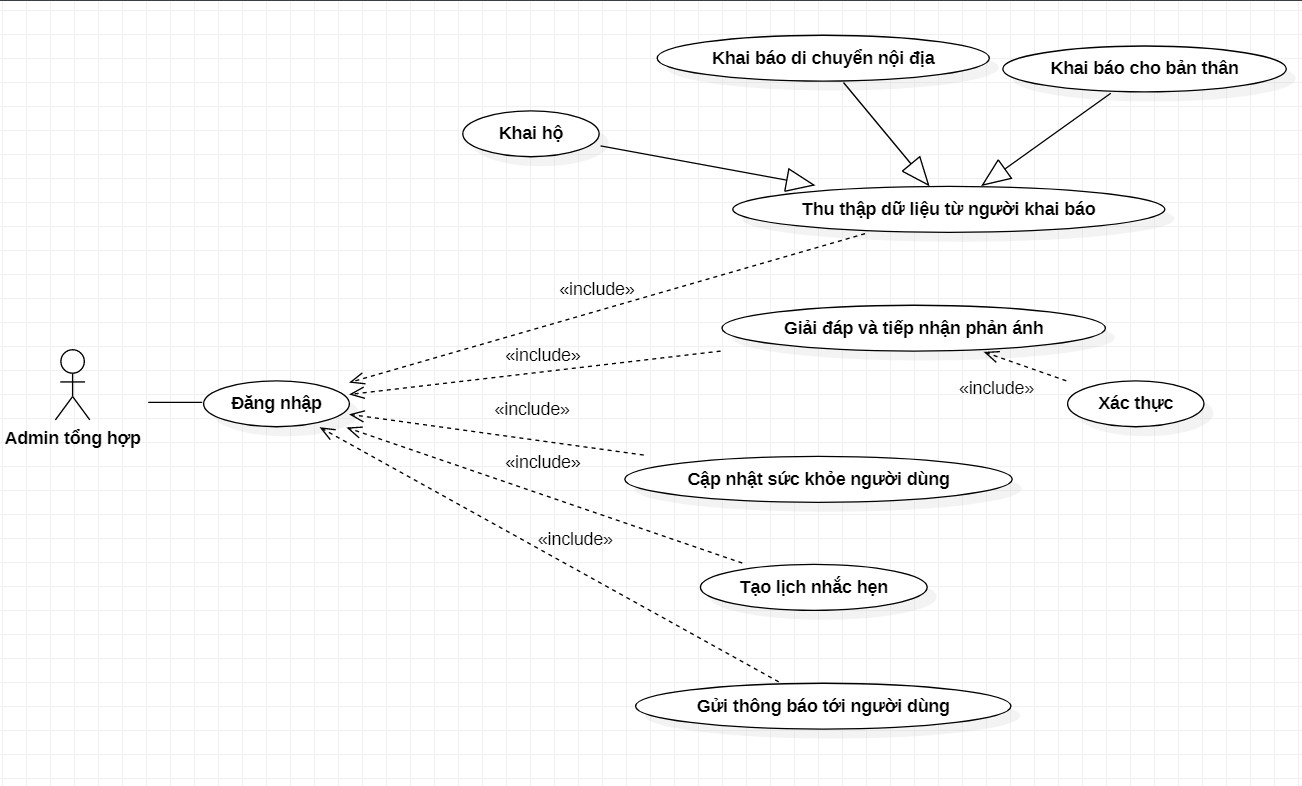 Khai báo di chuyển nội địa
Khai báo cho bản thân
Khai hộ
Thu thập dữ liệu từ người khai báo
«include»
Giải đáp và tiếp nhận phản ánh
«include»
«include»
Xác thực
Đăng nhập
«include»
Admin tổng hợp
«include»
Cập nhật sức khỏe người dùng
«include»
Tạo lịch nhắc hẹn
Gửi thông báo tới người dùng